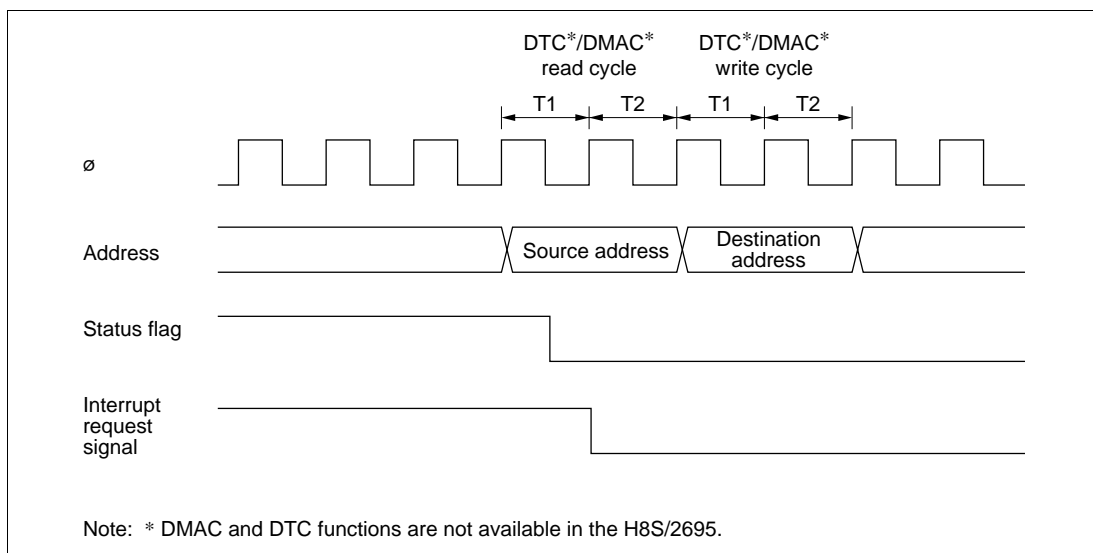 DTC*/DMAC* DTC*/DMAC*
read cycle write cycle
T1 T2 T1 T2
ø
Address Source address Destination address
Status flag
Interrupt
request
signal
Note: * DMAC and DTC functions are not available in the H8S/2695.